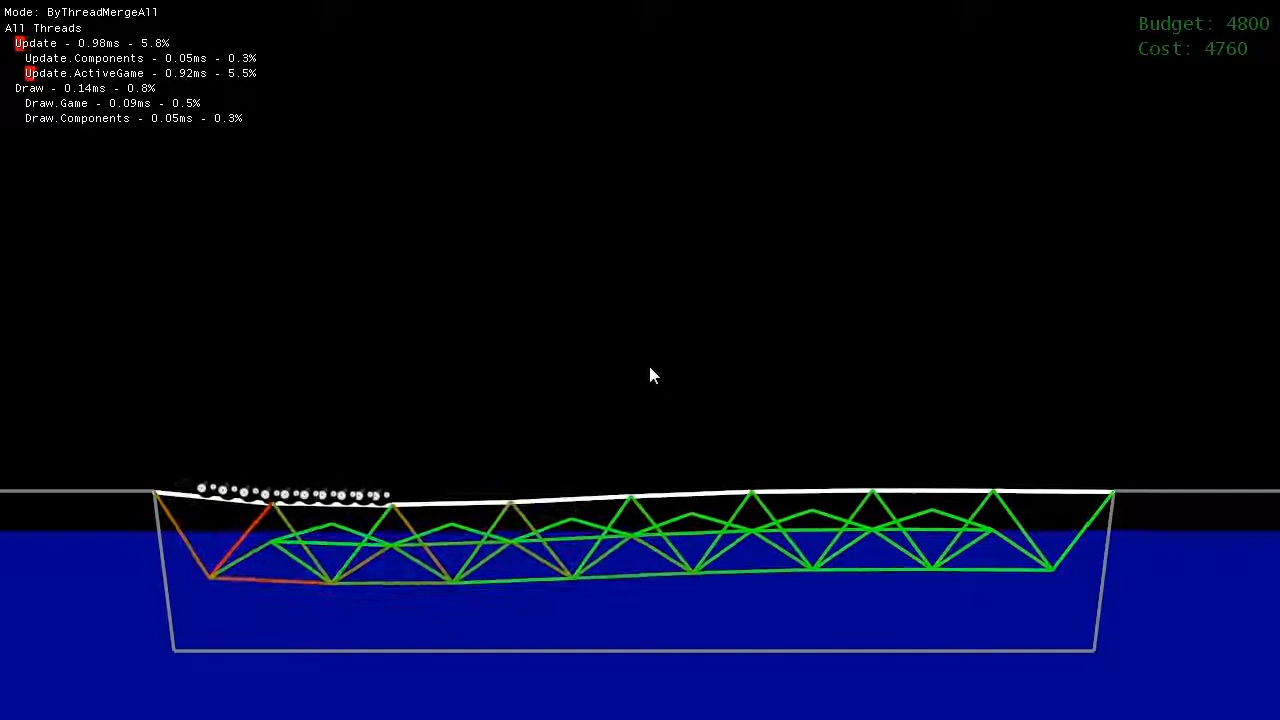 Mode: ByThreadMergeAll
All Threads
Update - 0.98ms - 5.8%
Update.Components - 0.05ms - 0.3%
Update.ActiveGame - 0.92ms - 5.5%
Draw - 0.14ms - 0.8%
Draw.Game - 0.09ms - 0.5%
Draw.Components - 0.05ms - 0.3%
Budget: 4800
Cost: 4760